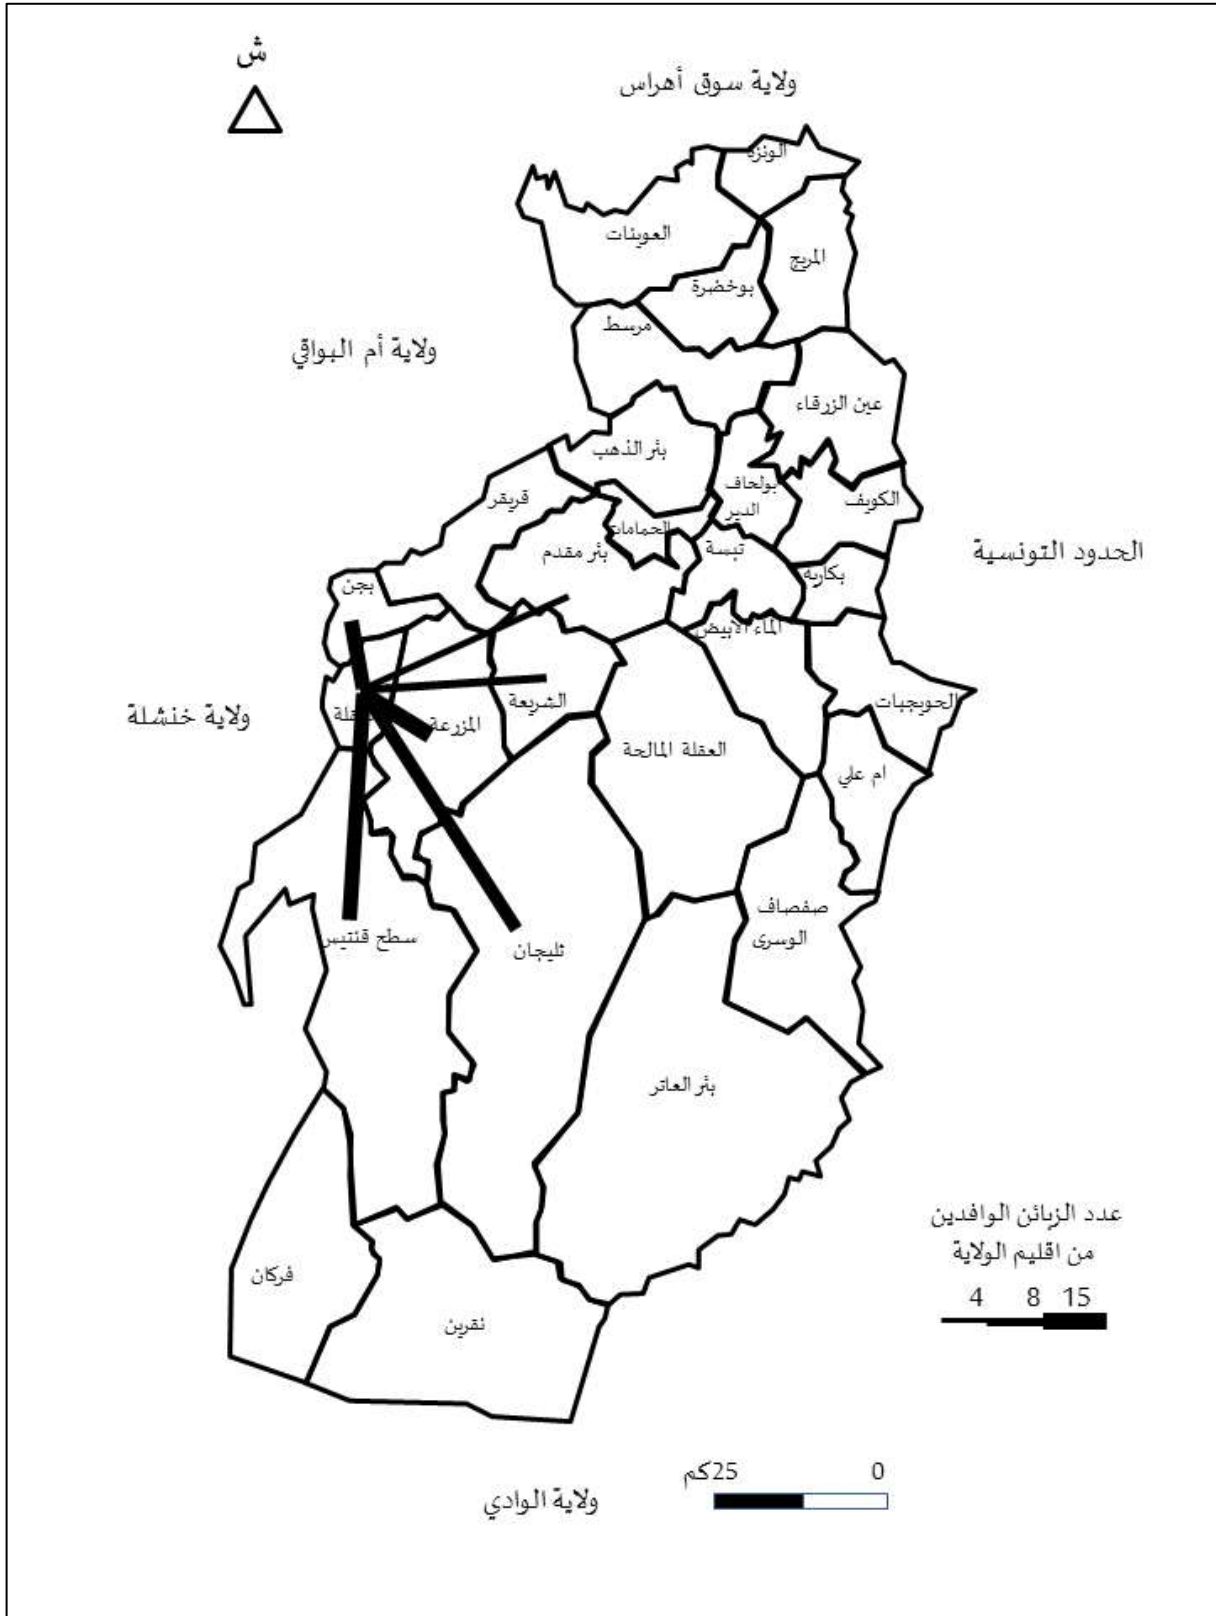 ش
ولاية سوق أهراس
الونزة
العوينات
المريج
بوخضرة
مرسط
ولاية أم البواقي
عين الزرقاء
بئر الذهب
بولحاف
الدير
الكويف
قريقر
الحمامات
تبسة
بئر مقدم
الحدود التونسية
بكارية
بجن
الماء الابيض
الحويجبات
الشريعة
ولاية خنشلة
المزرعة
العقلة المالحة
ام علي
صفصاف
الوسرى
سطح قنتيس
ثليجان
بئر العاتر
عدد الزبائن الوافدين
من اقليم الولاية
4 8 15
فركان
نقرين
25كم 0
ولاية الوادي